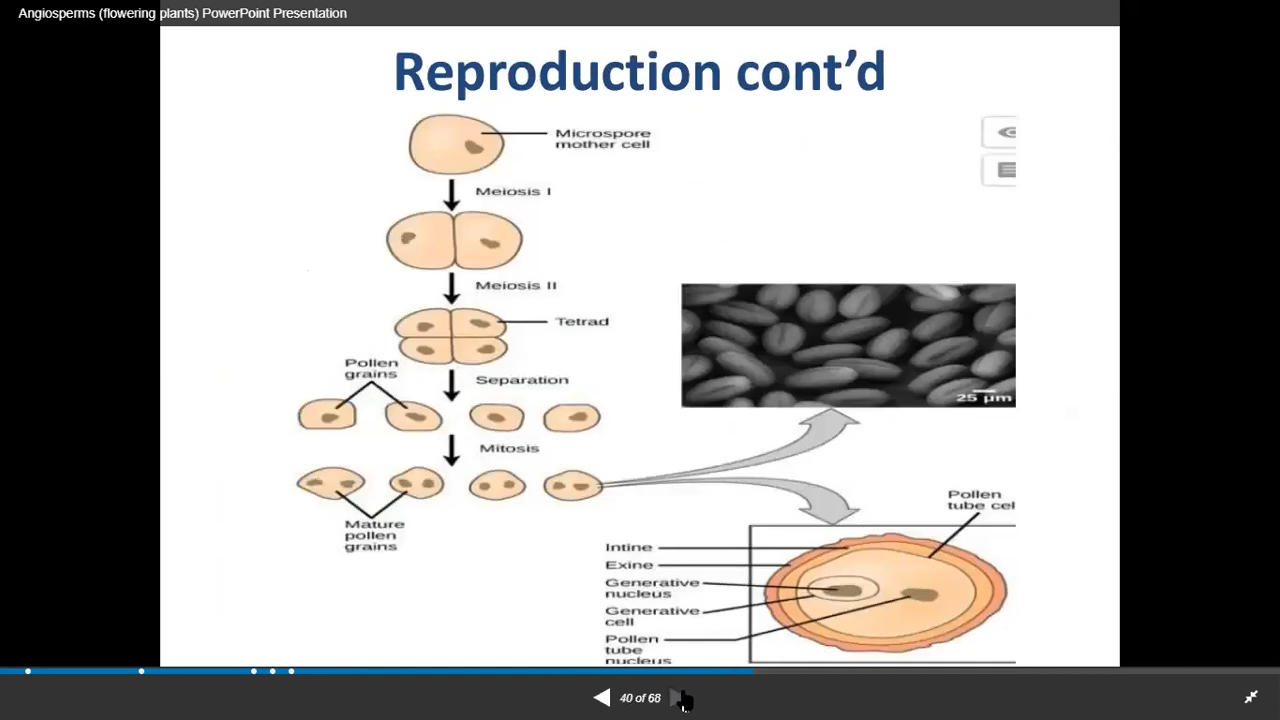 Angiosperms (flowering plants) PowerPoint Presentation
Reproduction cont'd
Microspore
mother cell
Meiosis I
Meiosis II
Tetrad
Pollen
grains
Separation
25 µm
Mitosis
Mature
pollen
grains
Pollen
tube cel
Intine
Exine
Generative
nucleus
Generative
cell
Pollen
tube
nucleus
40 of 68